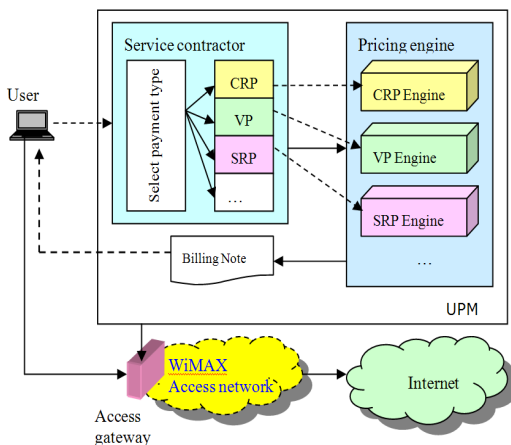 Service contractor
Pricing engine
User
Select payment type
CRP
VP
SRP
...
CRP Engine
VP Engine
SRP Engine
...
Billing Note
UPM
WiMAX
Access network
Internet
Access
gateway